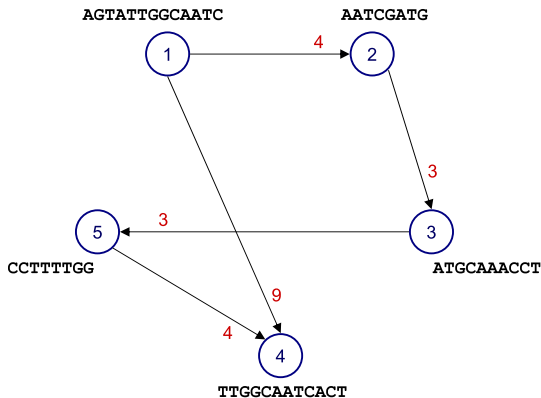 AGTATTGGCAATC AATCGATG
1 4 2
3
5 3 3
CCTTTTGG ATGCAAACCT
9
4
4
TTGGCAATCACT